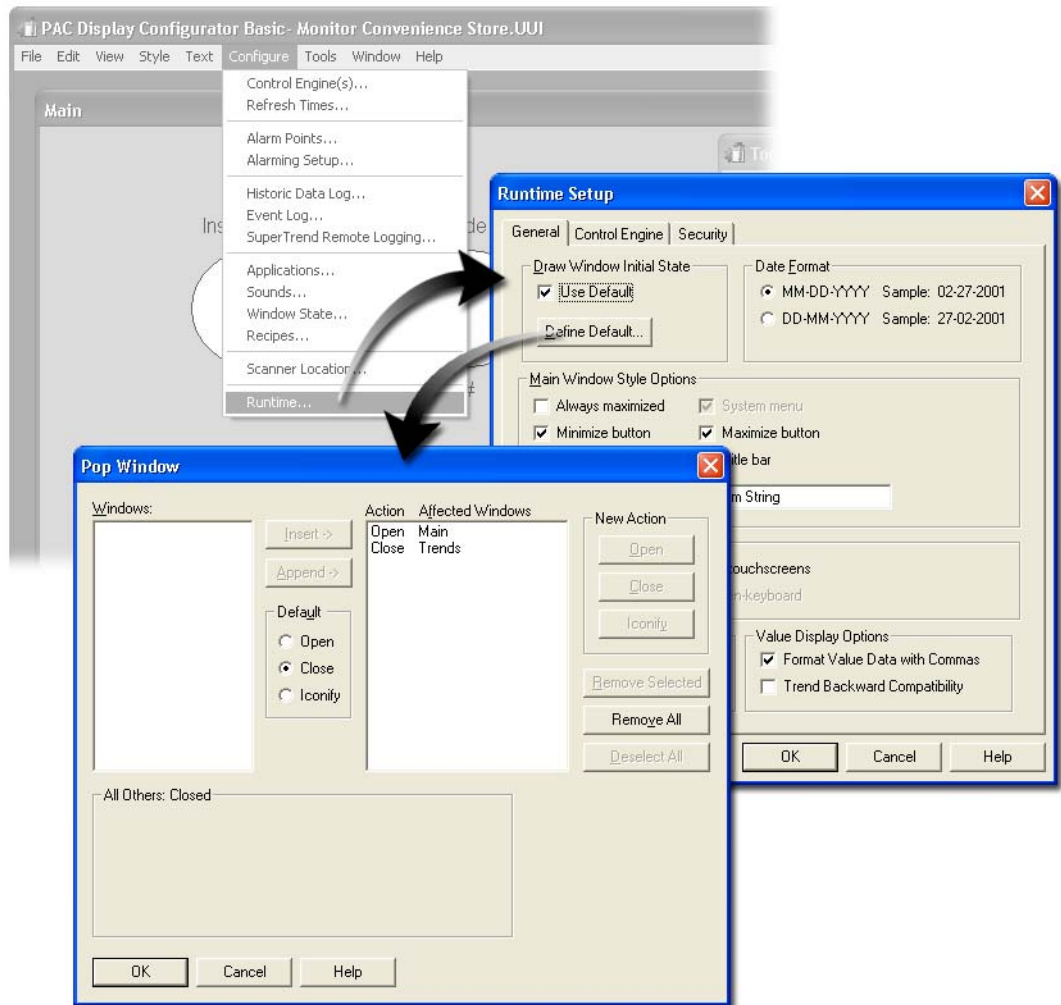 PAC Display Configurator Basic- Monitor Convenience Store.UUI
File Edit View Style Text Configure Tools Window Help
Main
Control Engine(s)...
Refresh Times...
Alarm Points...
Alarming Setup...
Historic Data Log...
Event Log...
SuperTrend Remote Logging...
Applications...
Sounds...
Window State...
Recipes...
Runtime...
Runtime Setup
General Control Engine Security
Draw Window Initial State
Use Default
Define Default...
Date Format
MM-DD-YYYY Sample: 02-27-2001
DD-MM-YYYY Sample: 27-02-2001
Main Window Style Options
Always maximized System menu
Minimize button Maximize button
bar
String
touchscreens
keyboard
Value Display Options
Format Value Data with Commas
Trend Backward Compatibility
OK Cancel Help
Pop Window
Windows:
Insert ->
Append ->
Default
Open
Close
Iconify
Action Affected Windows
Open Main
Close Trends
New Action
Open
Close
Iconify
Remove Selected
Remove All
Deselect All
All Others: Closed
OK Cancel Help